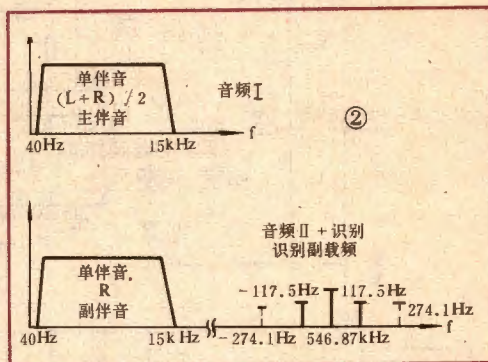 单伴音
(L+R)/2
主伴音
音频Ⅰ
②
40Hz
15kHz
f
音频Ⅱ+识别
识别副载频
单伴音.
R
副伴音
-117.5Hz
117.5Hz
274.1Hz
40Hz
15kHz
-274.1Hz
546.87kHz
f